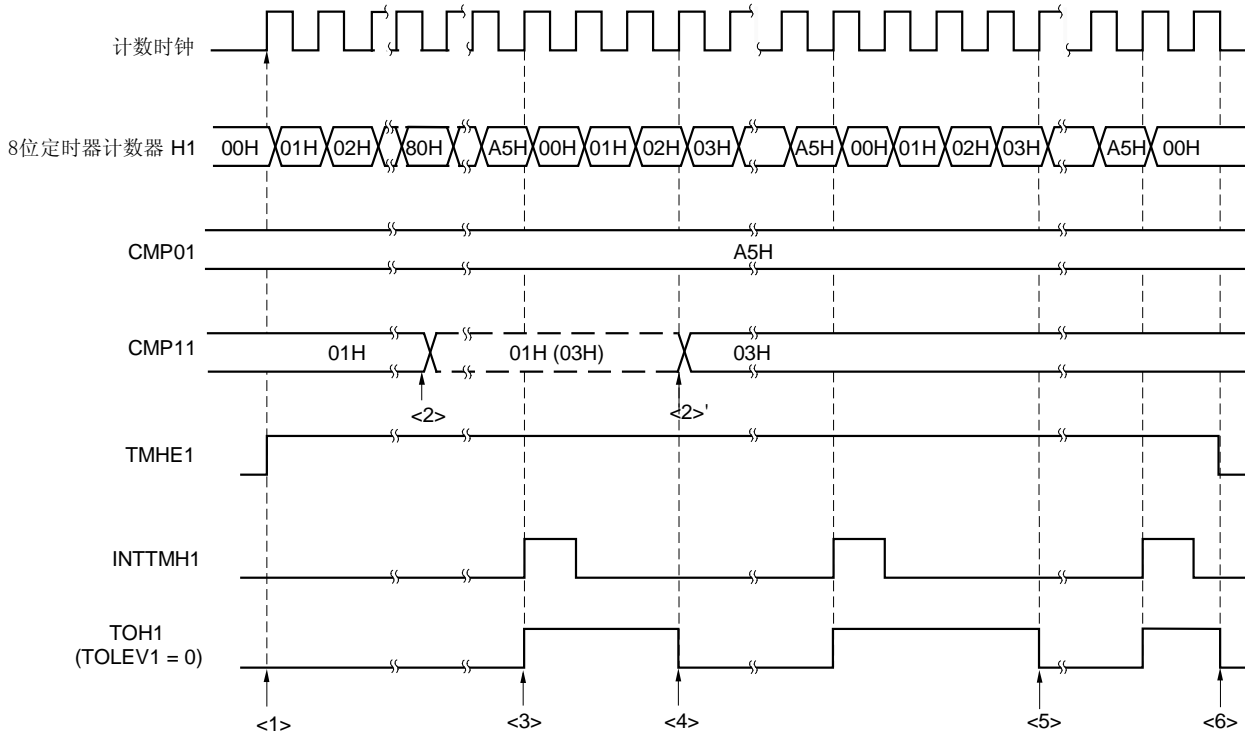 计数时钟
8位定时器计数器 H1 00H 01H 02H 80H A5H 00H 01H 02H 03H A5H 00H 01H 02H 03H A5H 00H
CMP01 A5H
CMP11 01H 01H (03H) 03H
<2> <2>'
TMHE1
INTTMH1
TOH1
(TOLEV1 = 0)
<1> <3> <4> <5> <6>